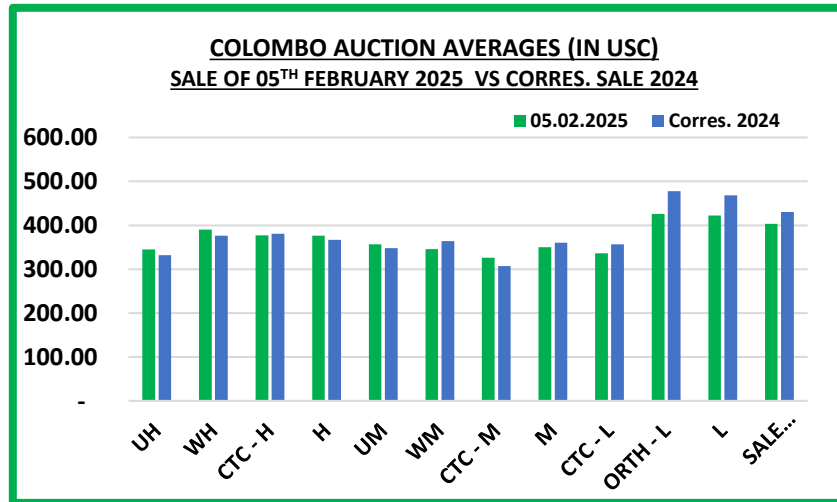 COLOMBO AUCTION AVERAGES (IN USC)
SALE OF 05TH FEBRUARY 2025 VS CORRES. SALE 2024
05.02.2025 Corres. 2024
600.00
500.00
400.00
300.00
200.00
100.00
-
UH WH CTC - H H UM WM CTC - M M CTC - L ORTH - L L SALE...